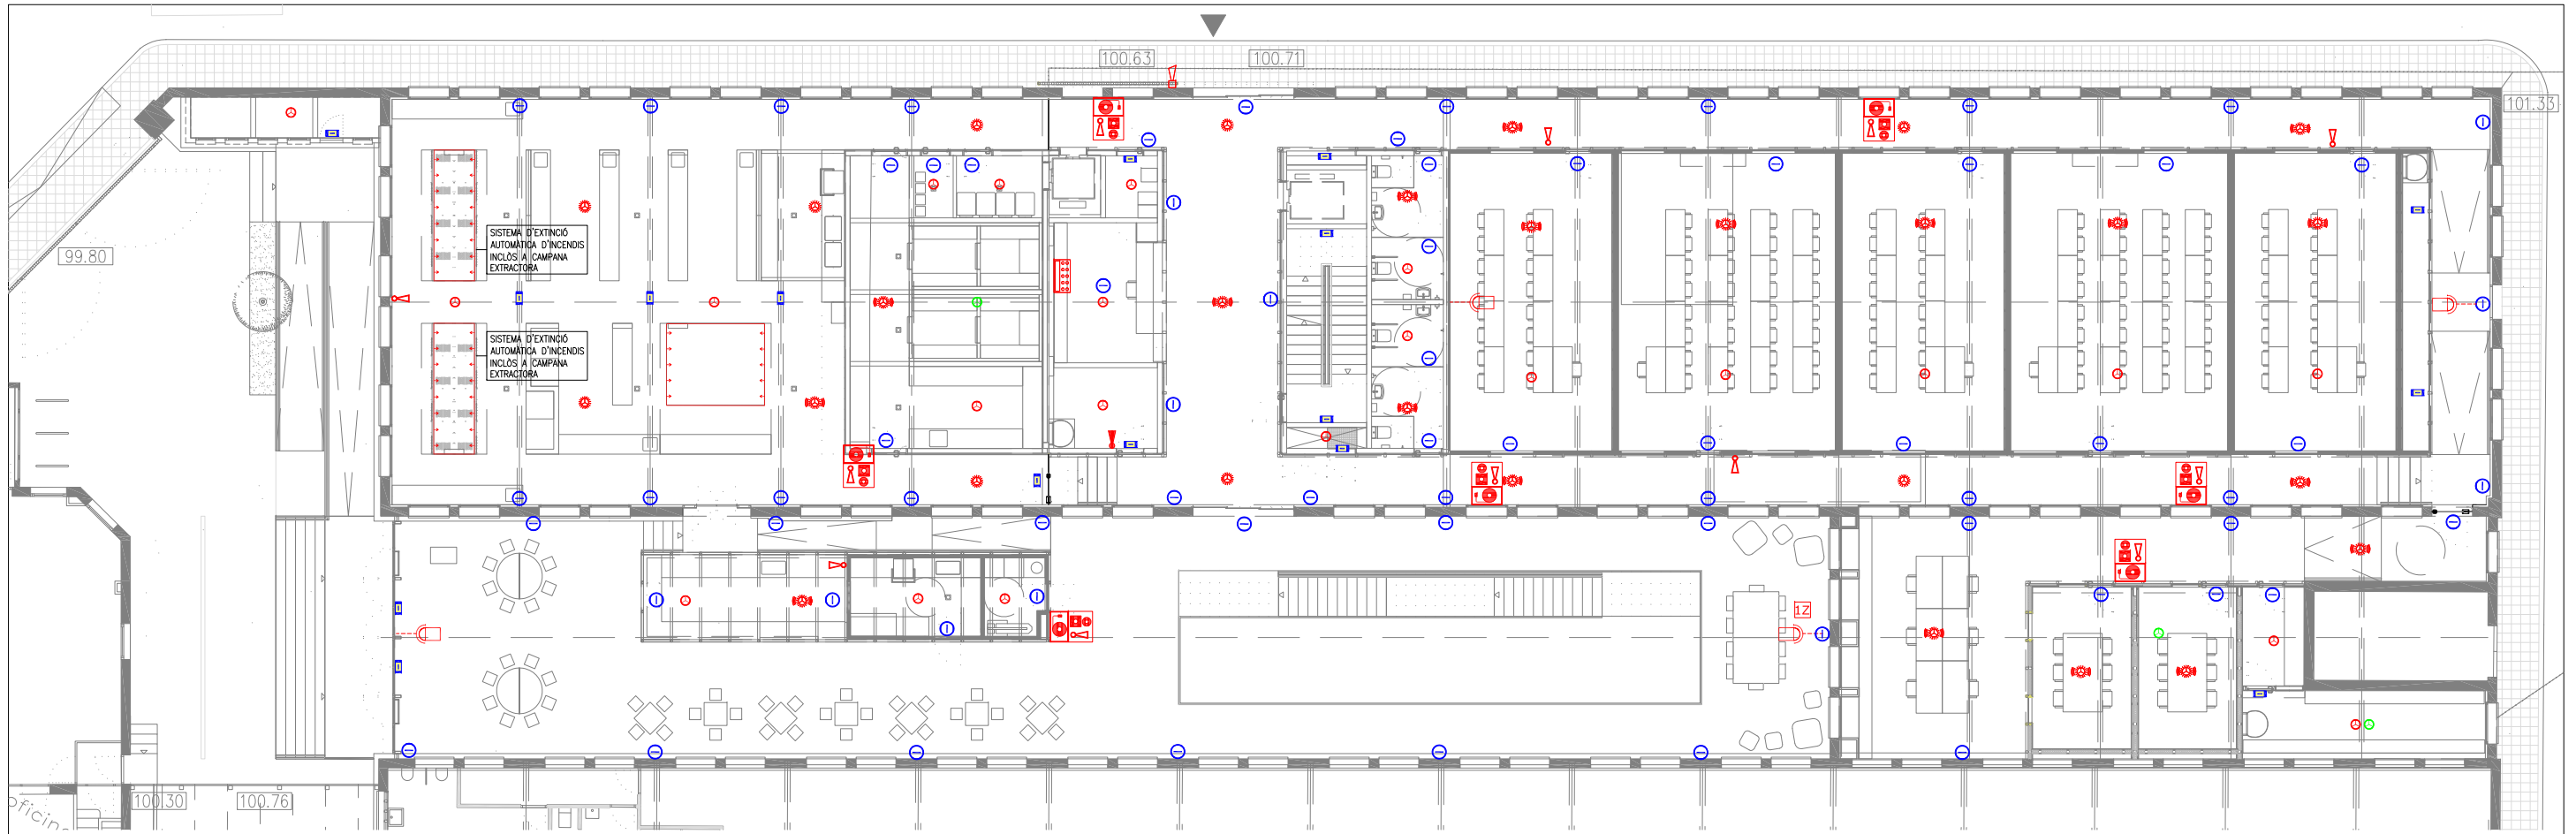 100.63
100.71
101.33
99.80
SISTEMA D'EXTINCIÓ
AUTOMÀTICA D'INCENDIS
INCLÒS A CAMPANA
EXTRACTORA
SISTEMA D'EXTINCIÓ
AUTOMÀTICA D'INCENDIS
INCLÒS A CAMPANA
EXTRACTORA
1Z
100.30
100.76
Oficina